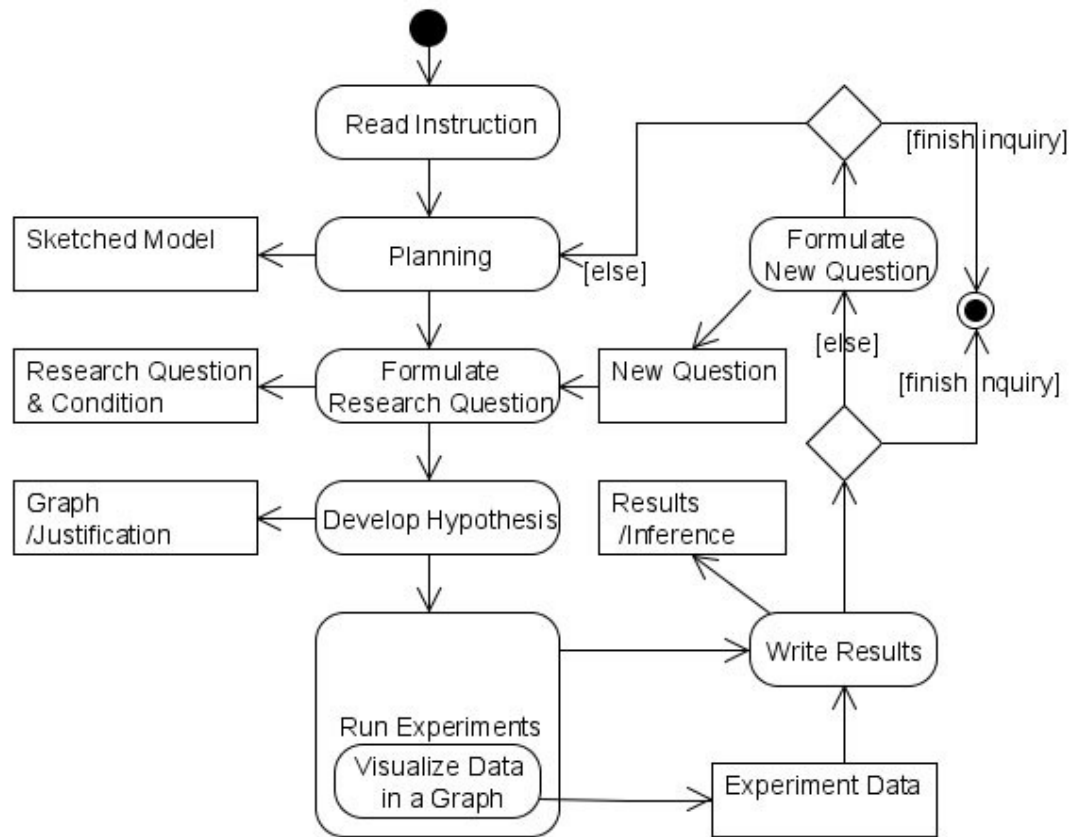 Read Instruction
[finish inquiry]
Sketched Model
Planning
[else]
Formulate
New Question
[else]
Research Question
& Condition
Formulate
Research Question
New Question
[finish inquiry]
Graph
/Justification
Develop Hypothesis
Results
/Inference
Write Results
Run Experiments
Visualize Data
in a Graph
Experiment Data